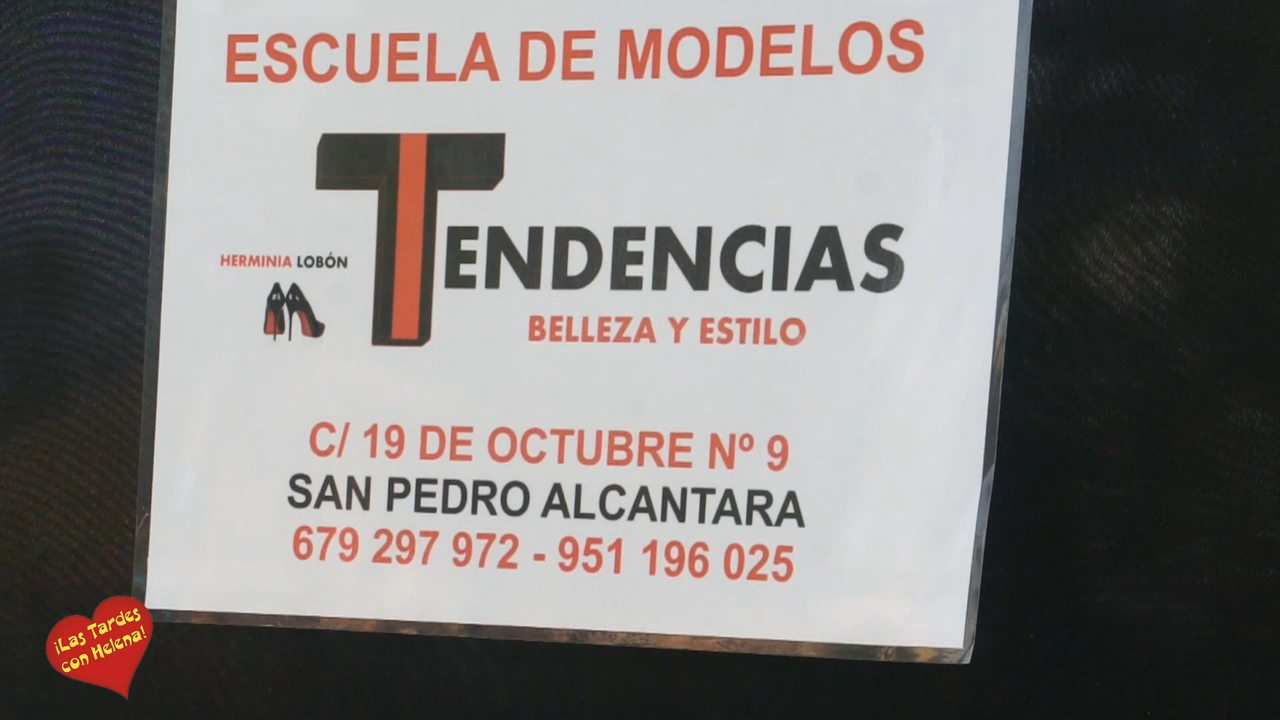 ESCUELA DE MODELOS
TENDENCIAS
HERMINIA LOBÓN
BELLEZA Y ESTILO
C/ 19 DE OCTUBRE Nº 9
SAN PEDRO ALCANTARA
679 297 972 - 951 196 025
¡Las Tardes
con Helena!